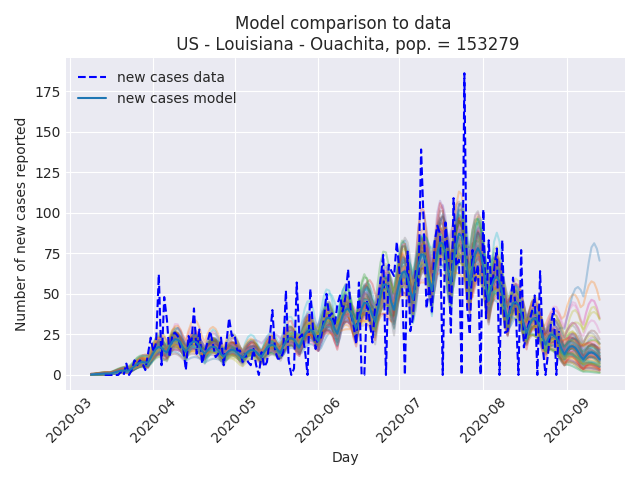 Model comparison to data
US - Louisiana - Ouachita, pop. = 153279
new cases data
new cases model
Number of new cases reported
175
150
125
100
75
50
25
0
2020-03
2020-04
2020-05
2020-06
2020-07
2020-08
2020-09
Day